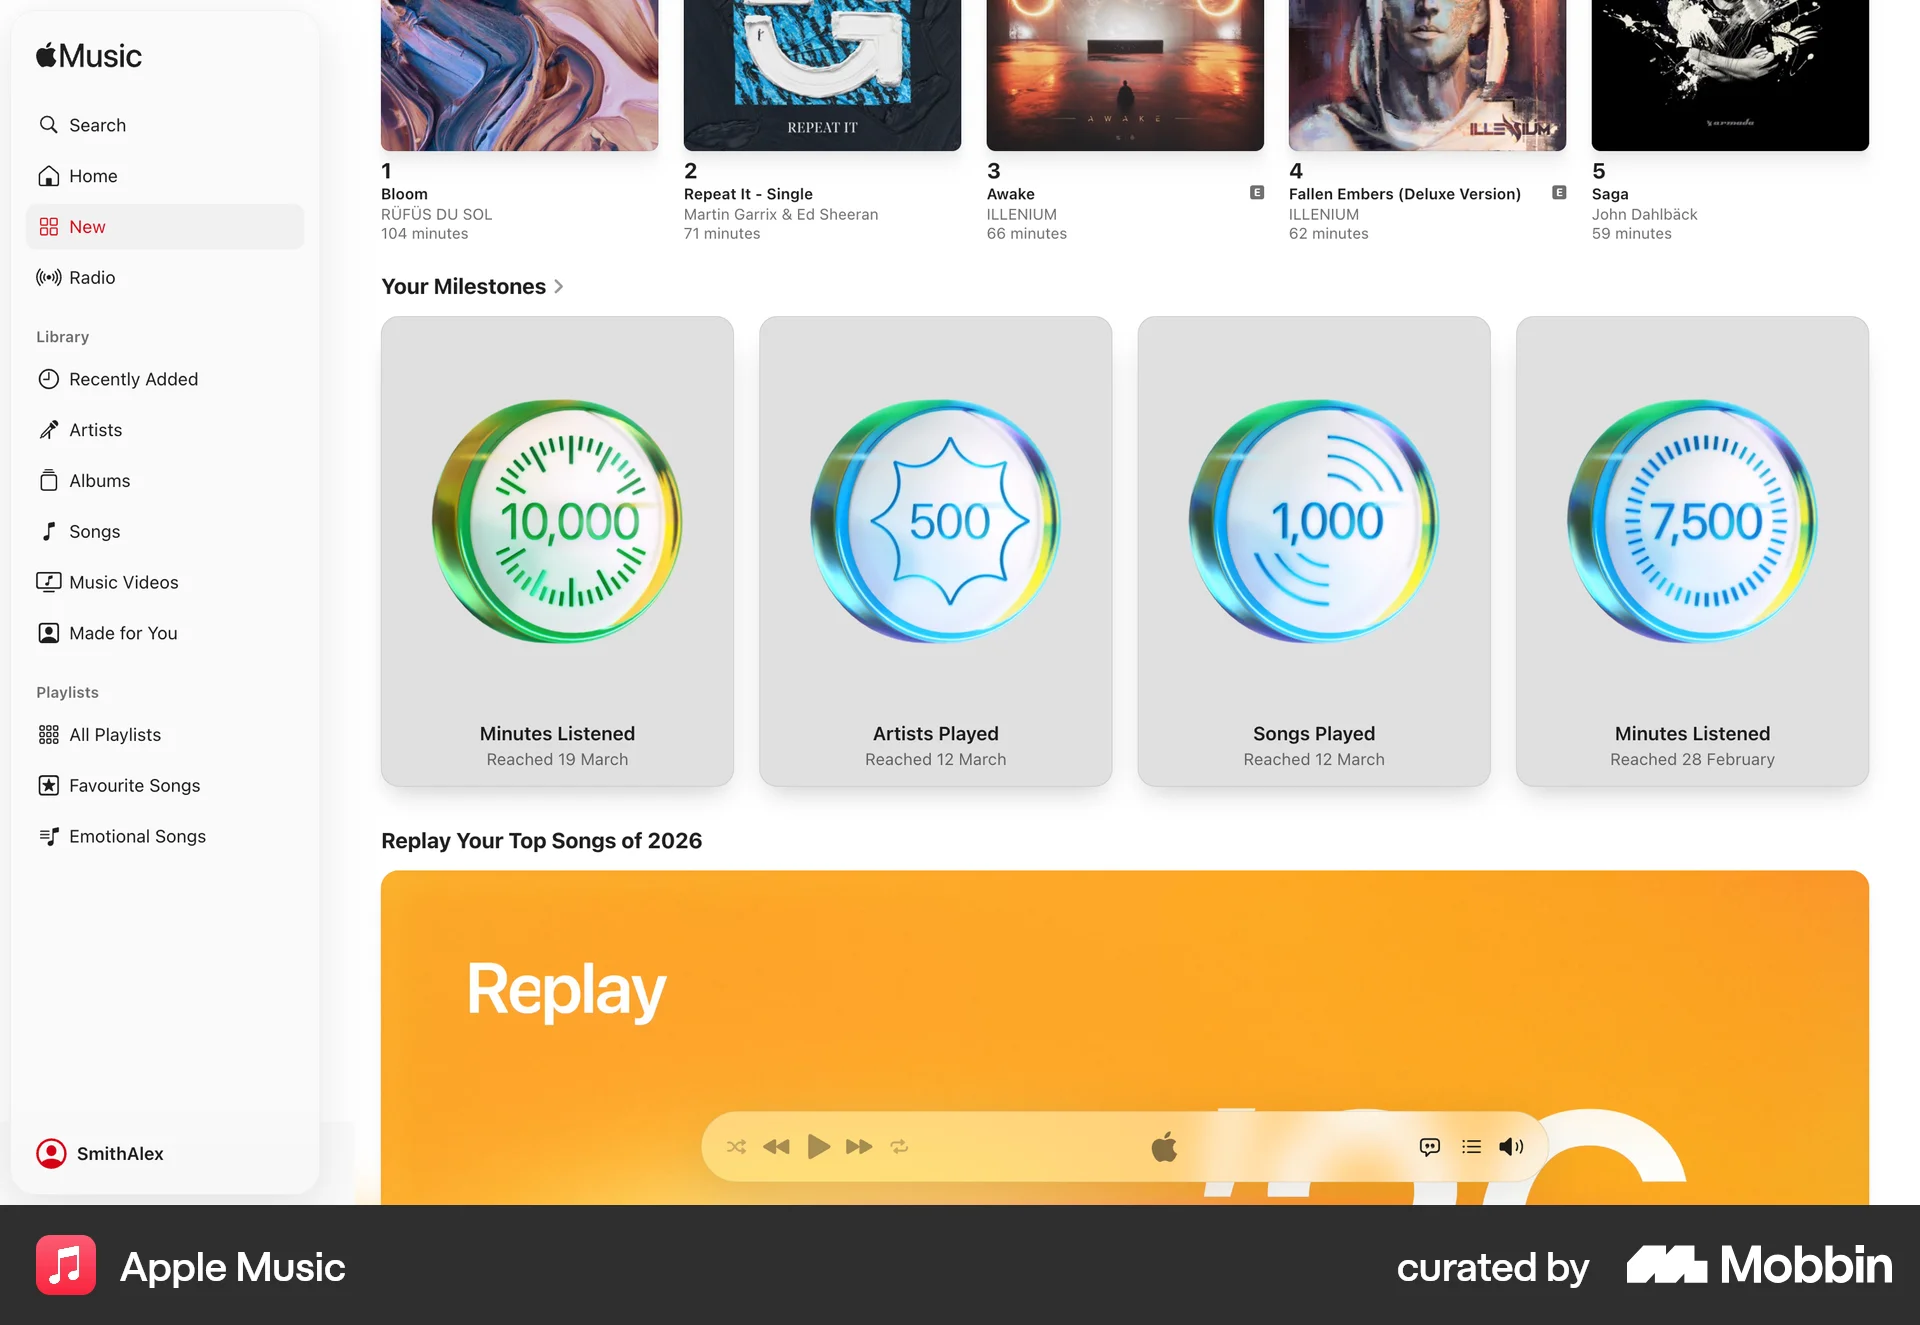 Music
Search
Home
New
Radio
Library
Recently Added
Artists
Albums
Songs
Music Videos
Made for You
Playlists
All Playlists
Favourite Songs
Emotional Songs
SmithAlex
REPEAT IT
AWAKE
ILLENIUM
armada
1
Bloom
RÜFÜS DU SOL
104 minutes
2
Repeat It - Single
Martin Garrix & Ed Sheeran
71 minutes
3
Awake
E
ILLENIUM
66 minutes
4
Fallen Embers (Deluxe Version)
E
ILLENIUM
62 minutes
5
Saga
John Dahlbäck
59 minutes
Your Milestones
10,000
Minutes Listened
Reached 19 March
500
Artists Played
Reached 12 March
1,000
Songs Played
Reached 12 March
7,500
Minutes Listened
Reached 28 February
Replay Your Top Songs of 2026
Replay
Apple Music
curated by
Mobbin